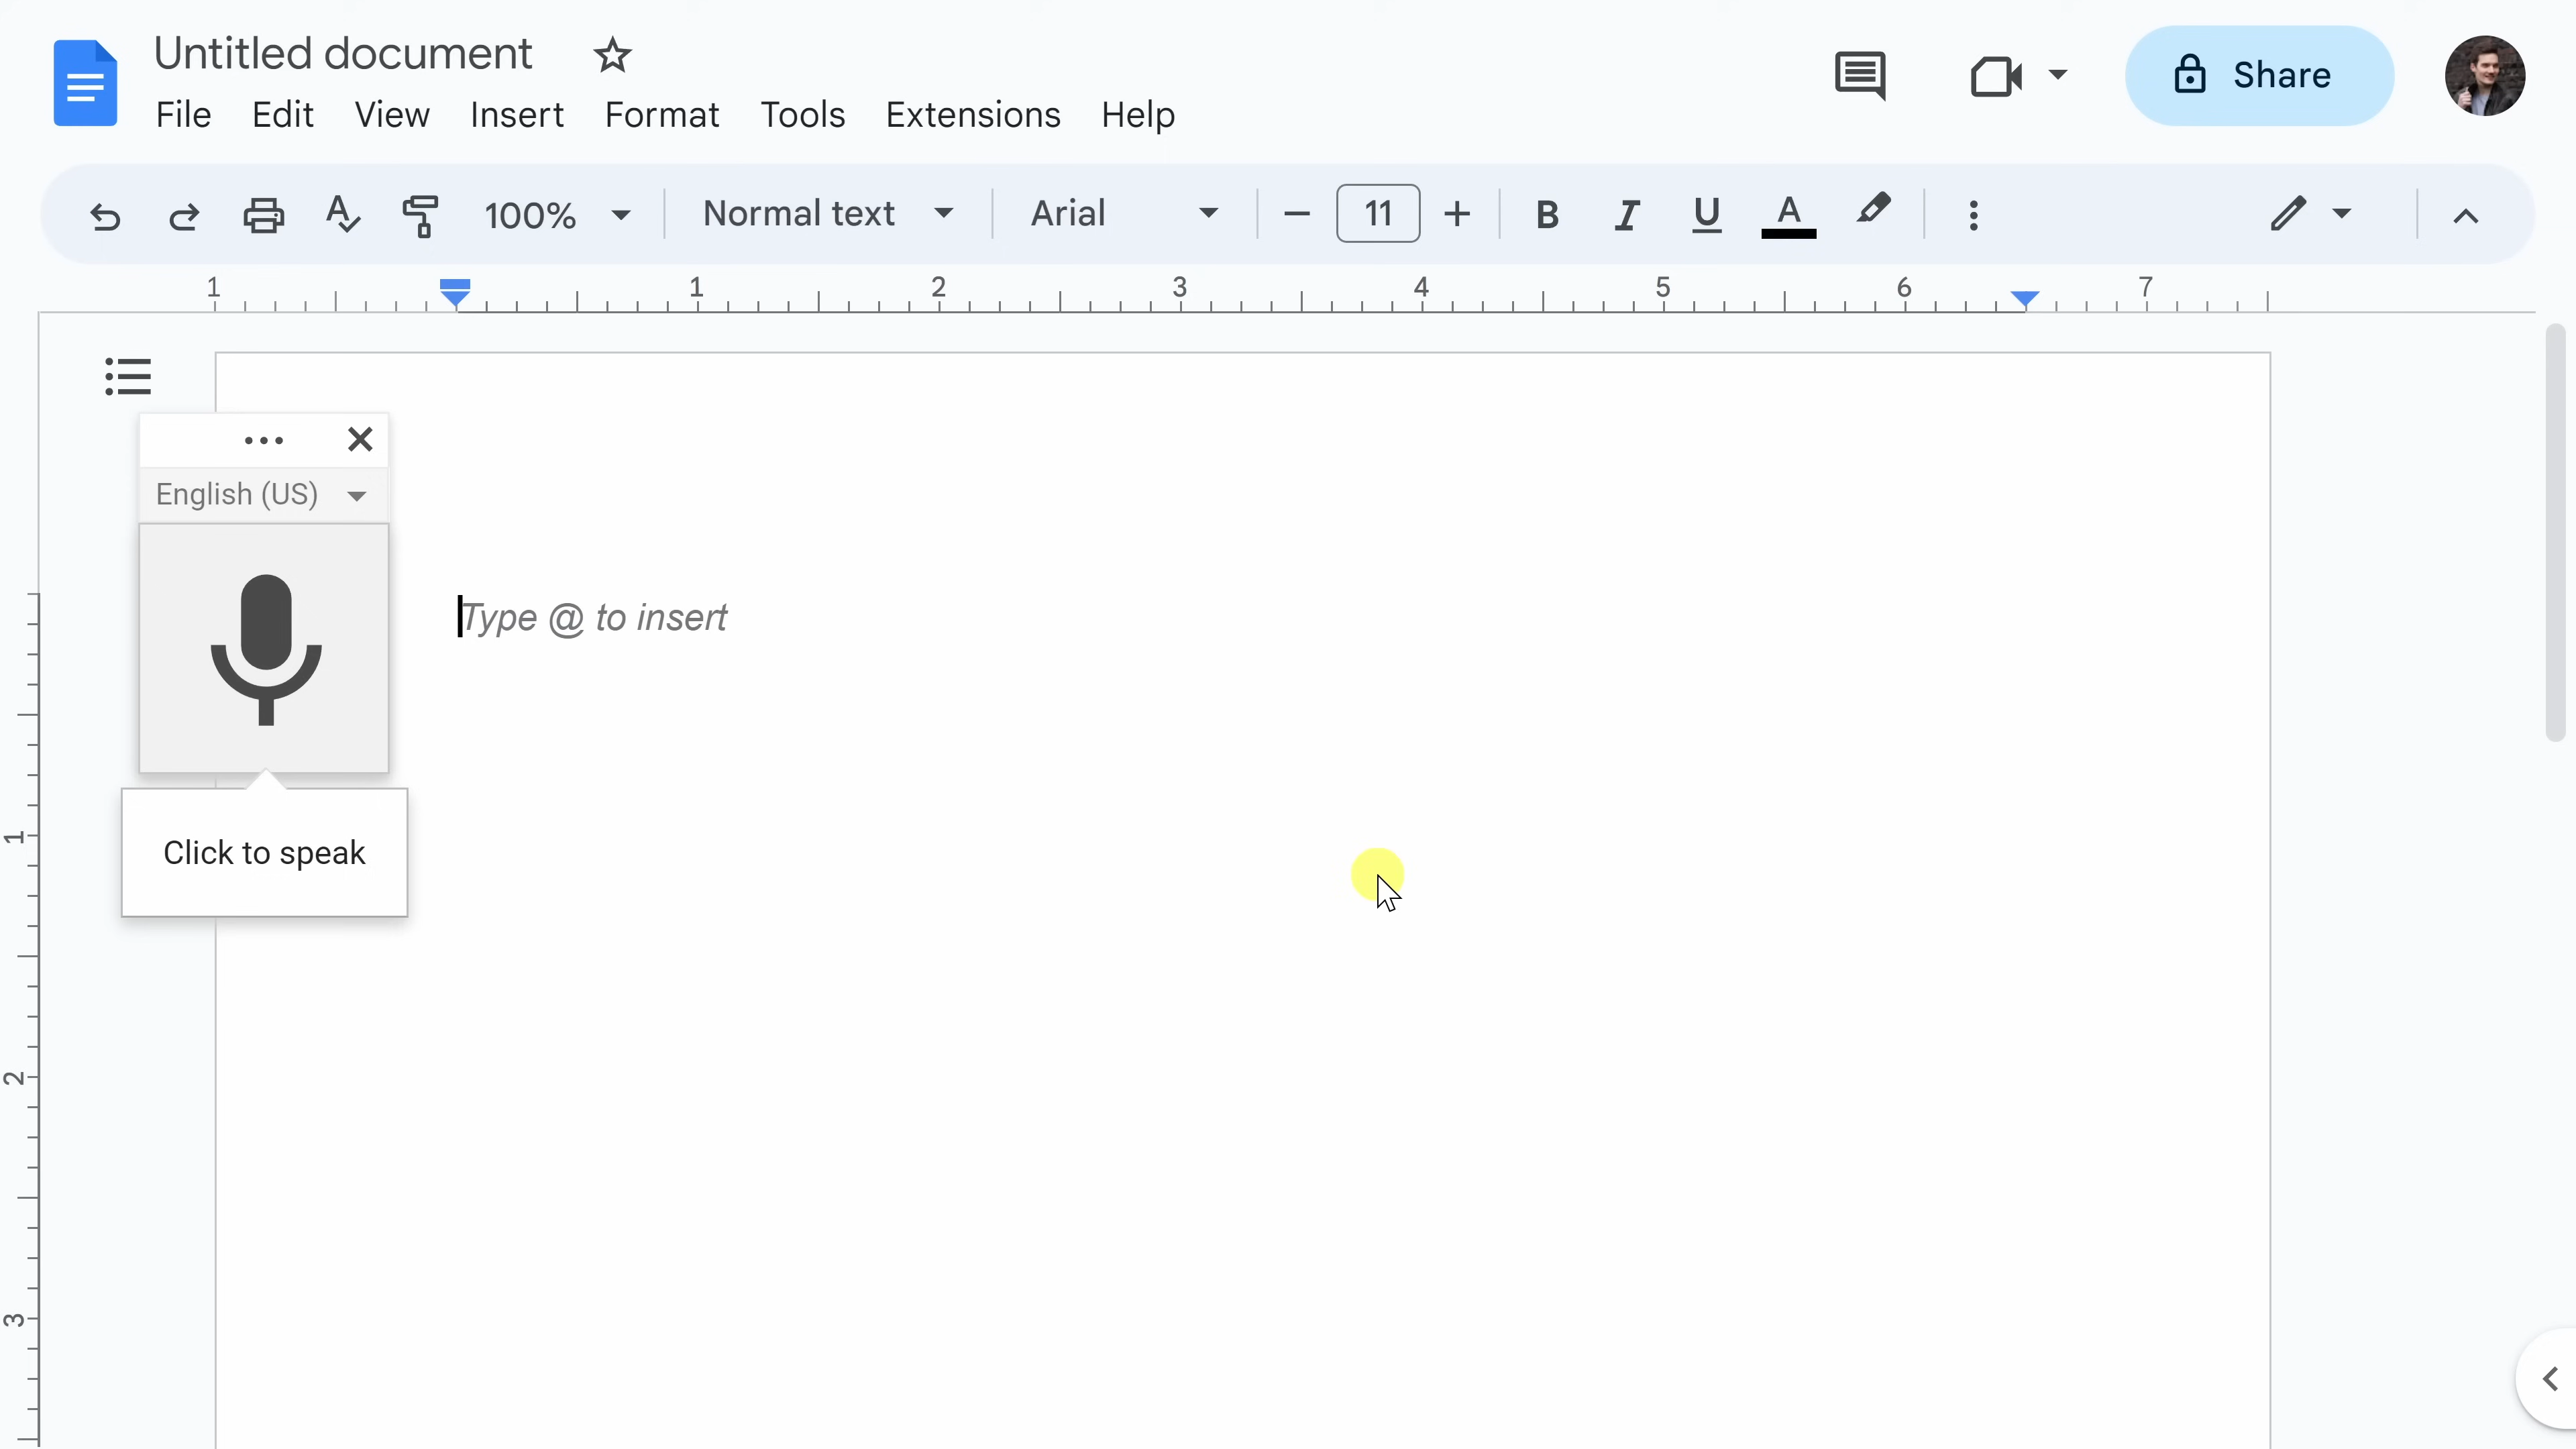 Untitled document
File Edit View Insert Format Tools Extensions Help
Share
100% Normal text Arial 11 B I U A
1 1 2 3 4 5 6 7
English (US)
Type @ to insert
Click to speak
1
2
3